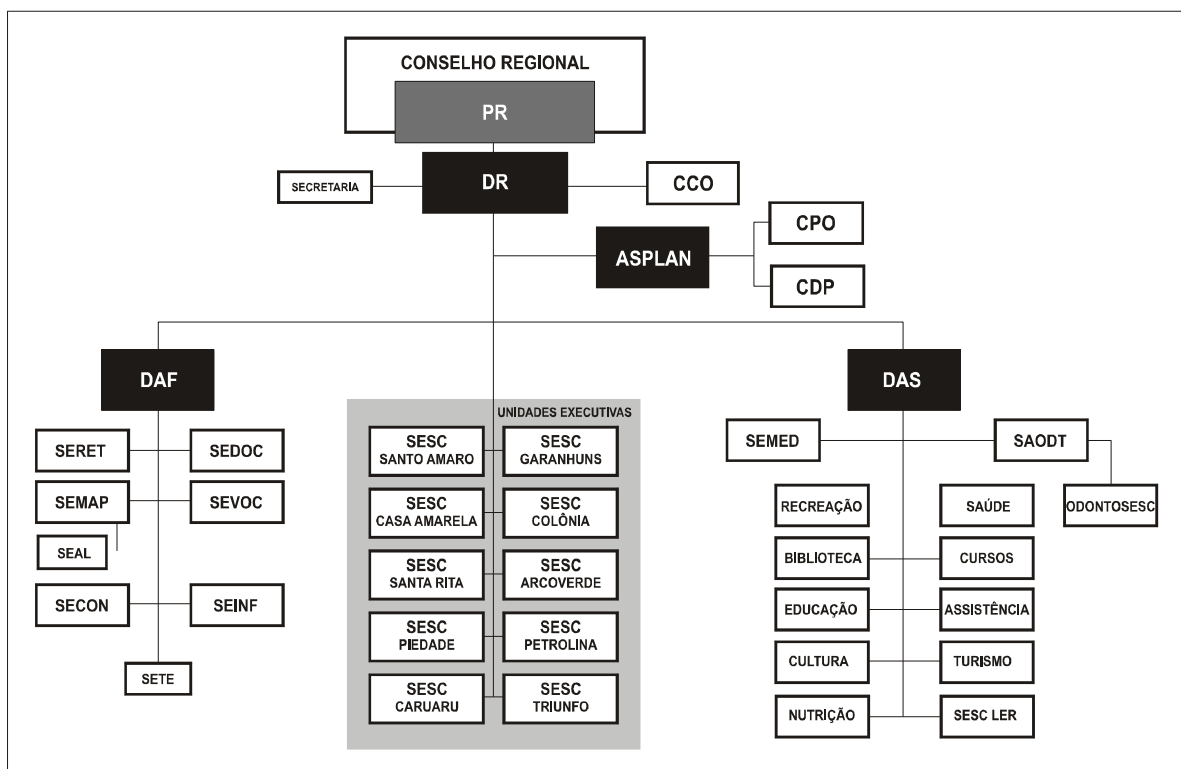 CONSELHO REGIONAL
PR
DR
SECRETARIA
CCO
ASPLAN
CPO
CDP
DAF
SERET
SEDOC
SEMAP
SEVOC
SEAL
SECON
SEINF
SETE
UNIDADES EXECUTIVAS
SESC
SANTO AMARO
SESC
GARANHUNS
SESC
CASA AMARELA
SESC
COLÔNIA
SESC
SANTA RITA
SESC
ARCOVERDE
SESC
PIEDADE
SESC
PETROLINA
SESC
CARUARU
SESC
TRIUNFO
DAS
SEMED
SAODT
RECREAÇÃO
SAÚDE
ODONTOSESC
BIBLIOTECA
CURSOS
EDUCAÇÃO
ASSISTÊNCIA
CULTURA
TURISMO
NUTRIÇÃO
SESC LER